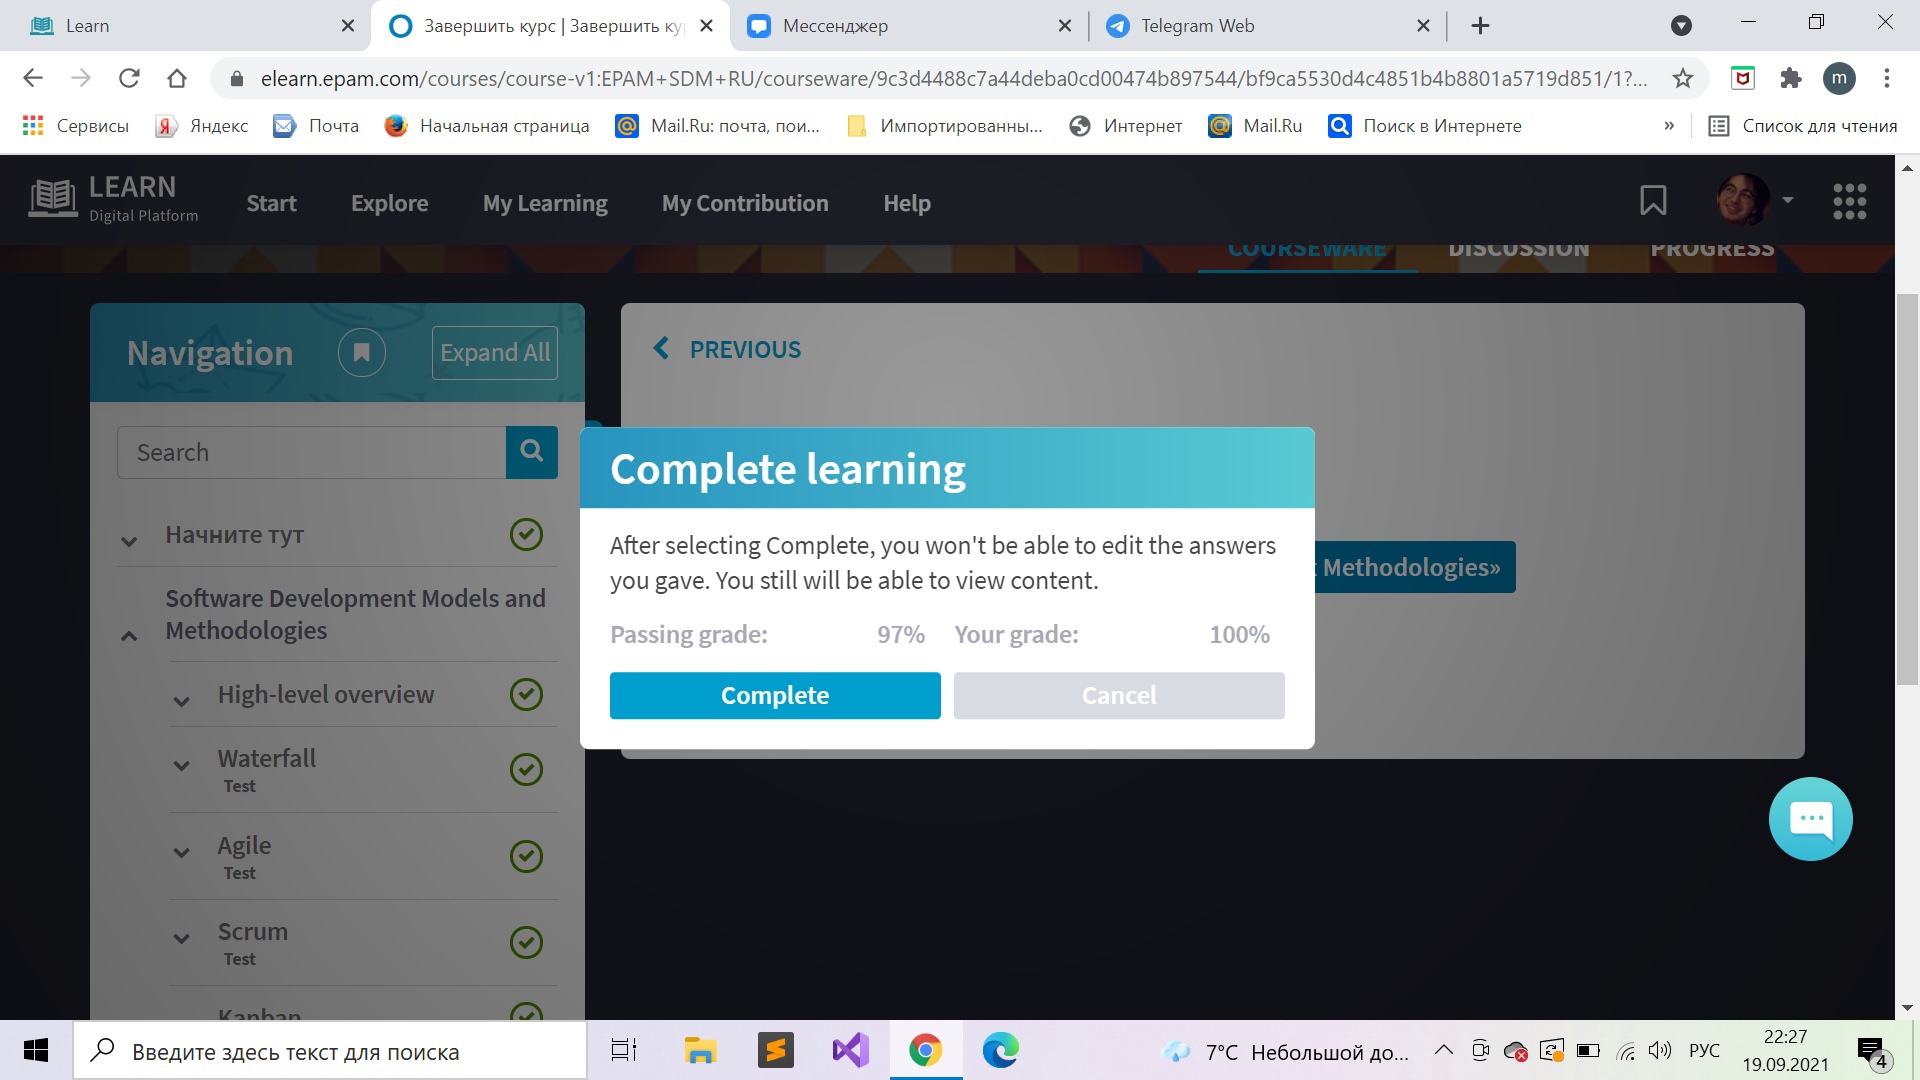 Learn
Завершить курс | Завершить ку
Мессенджер
Telegram Web
elearn.epam.com/courses/course-v1:EPAM+SDM+RU/courseware/9c3d4488c7a44deba0cd00474b897544/bf9ca5530d4c4851b4b8801a5719d851/1?...
m
Сервисы
Яндекс
Почта
Начальная страница
Mail.Ru: почта, пои...
Импортированны...
Интернет
Mail.Ru
Поиск в Интернете
»
Список для чтения
LEARN
Digital Platform
Start
Explore
My Learning
My Contribution
Help
COURSEWARE
DISCUSSION
PROGRESS
Navigation
Expand All
PREVIOUS
Search
Complete learning
After selecting Complete, you won't be able to edit the answers
you gave. You still will be able to view content.
Passing grade: 97% Your grade: 100%
Complete
Cancel
Methodologies»
Начните тут
Software Development Models and
Methodologies
High-level overview
Waterfall
Test
Agile
Test
Scrum
Test
Kanban
Введите здесь текст для поиска
7°C Небольшой до...
РУС
22:27
19.09.2021
4